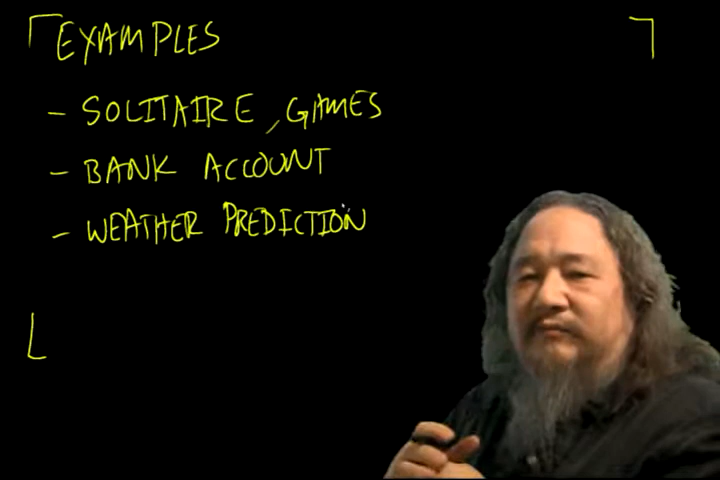 EXAMPLES
- SOLITAIRE, GAMES
- BANK ACCOUNT
- WEATHER PREDICTION